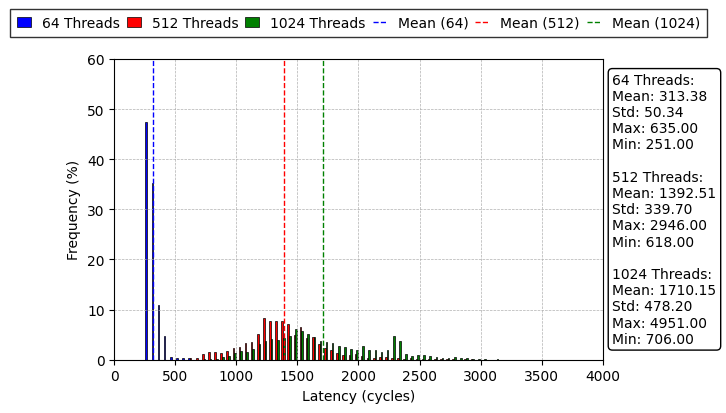 64 Threads 512 Threads 1024 Threads Mean (64) Mean (512) Mean (1024)
60
50
40
30
20
10
0
Frequency (%)
0 500 1000 1500 2000 2500 3000 3500 4000
Latency (cycles)
64 Threads:
Mean: 313.38
Std: 50.34
Max: 635.00
Min: 251.00
512 Threads:
Mean: 1392.51
Std: 339.70
Max: 2946.00
Min: 618.00
1024 Threads:
Mean: 1710.15
Std: 478.20
Max: 4951.00
Min: 706.00